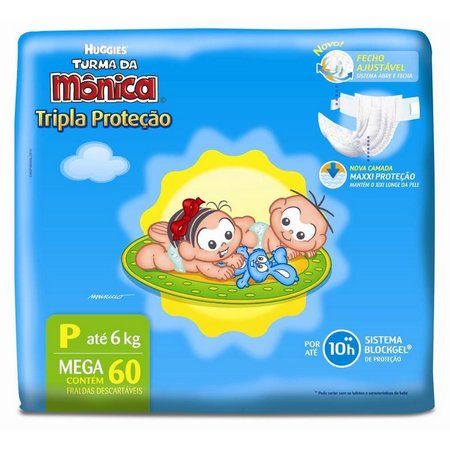 HUGGIES
TURMA DA
MÔNICA
Tripla Proteção
Novo!
FECHO
AJUSTÁVEL
SISTEMA ABRE E FECHA
NOVA CAMADA
MAXXI PROTEÇÃO
MANTÉM O XIXI LONGE DA PELE
MAURICIO
P até 6 kg
MEGA
CONTÉM 60
FRALDAS DESCARTÁVEIS
POR
ATÉ 10h**
SISTEMA
BLOCKGEL®
DE PROTEÇÃO